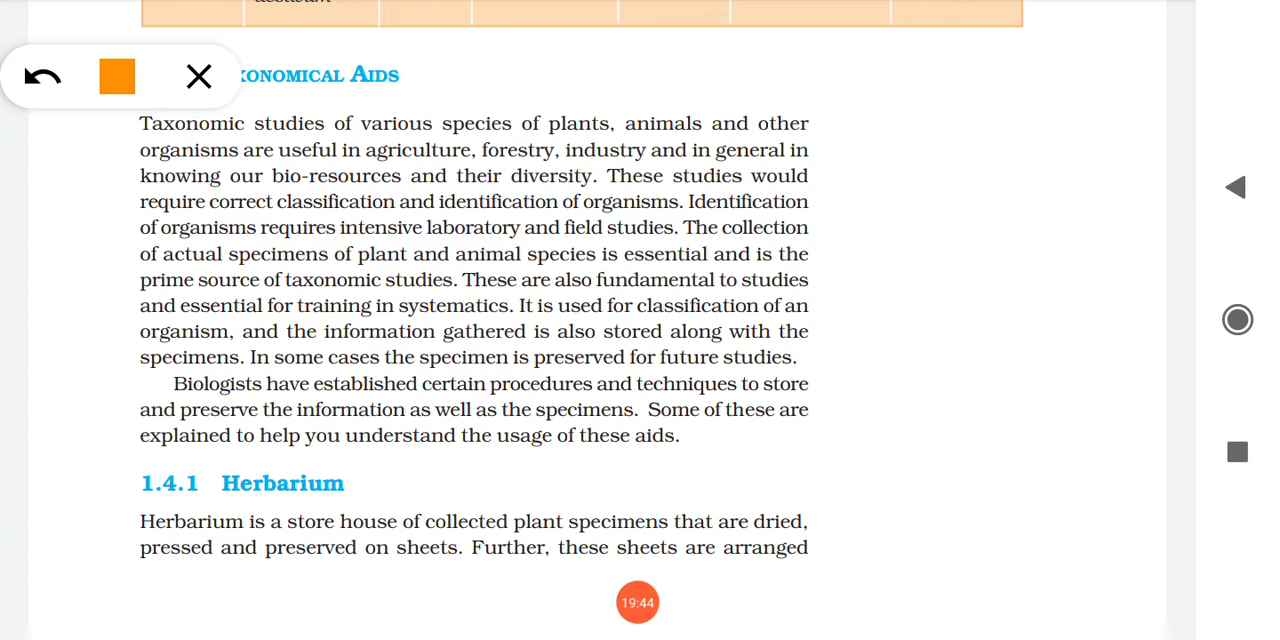 AIDS
Taxonomic studies of various species of plants, animals and other
organisms are useful in agriculture, forestry, industry and in general in
knowing our bio-resources and their diversity. These studies would
require correct classification and identification of organisms. Identification
of organisms requires intensive laboratory and field studies. The collection
of actual specimens of plant and animal species is essential and is the
prime source of taxonomic studies. These are also fundamental to studies
and essential for training in systematics. It is used for classification of an
organism, and the information gathered is also stored along with the
specimens. In some cases the specimen is preserved for future studies.
Biologists have established certain procedures and techniques to store
and preserve the information as well as the specimens. Some of these are
explained to help you understand the usage of these aids.
1.4.1 Herbarium
Herbarium is a store house of collected plant specimens that are dried,
pressed and preserved on sheets. Further, these sheets are arranged
19:44